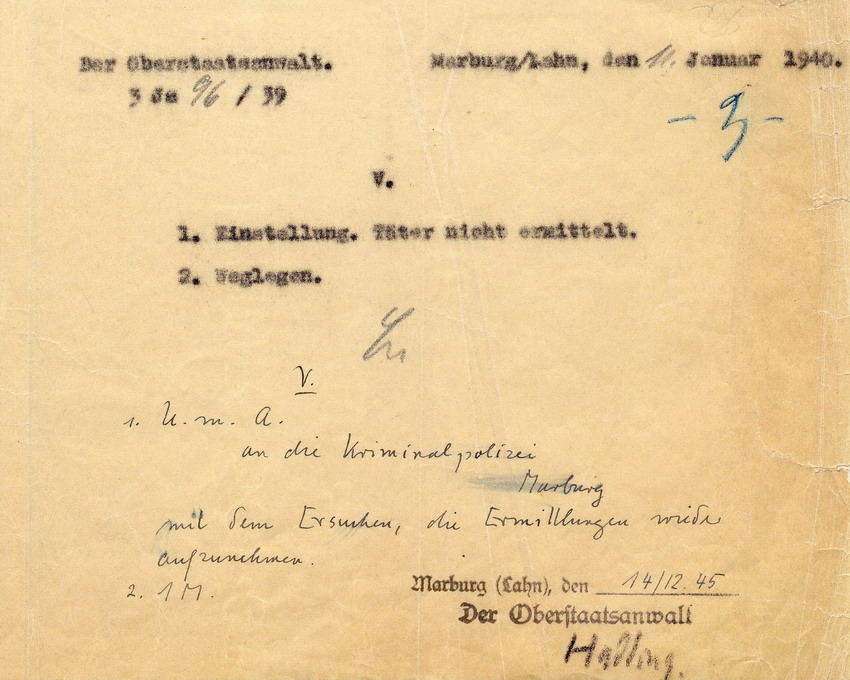 Der Oberstaatsanwalt. Marburg/Lahn, den 11. Januar 1940.
3 Js 96 / 39
V.
1. Einstellung. Täter nicht ermittelt.
2. Weglegen.
V.
1. U. m. A.
an die Kriminalpolizei
Marburg
mit dem Ersuchen, die Ermittlungen wieder
aufzunehmen.
2. 1 M.
Marburg (Lahn), den 14/12. 45
Der Oberstaatsanwalt